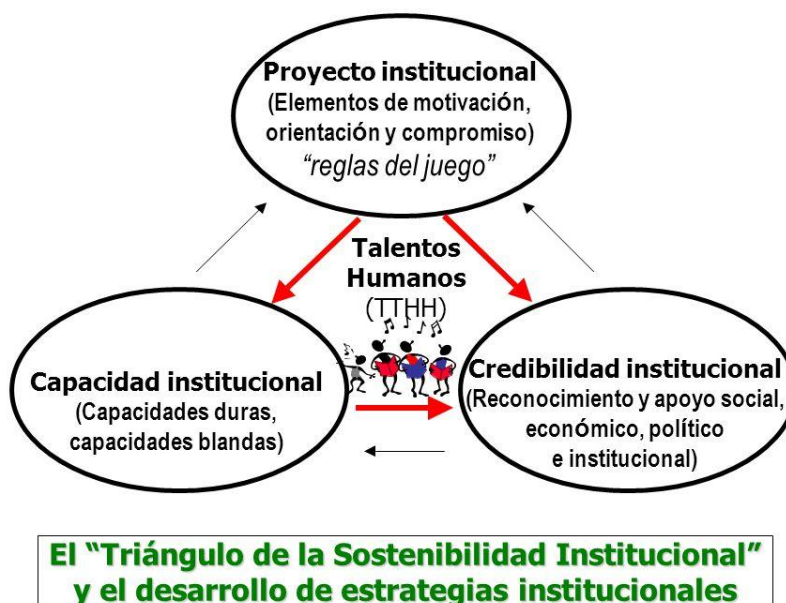 Proyecto institucional
(Elementos de motivación,
orientación y compromiso)
“reglas del juego”
Talentos
Humanos
(TTHH)
Capacidad institucional
(Capacidades duras,
capacidades blandas)
Credibilidad institucional
(Reconocimiento y apoyo social,
económico, político
e institucional)
El “Triángulo de la Sostenibilidad Institucional”
y el desarrollo de estrategias institucionales